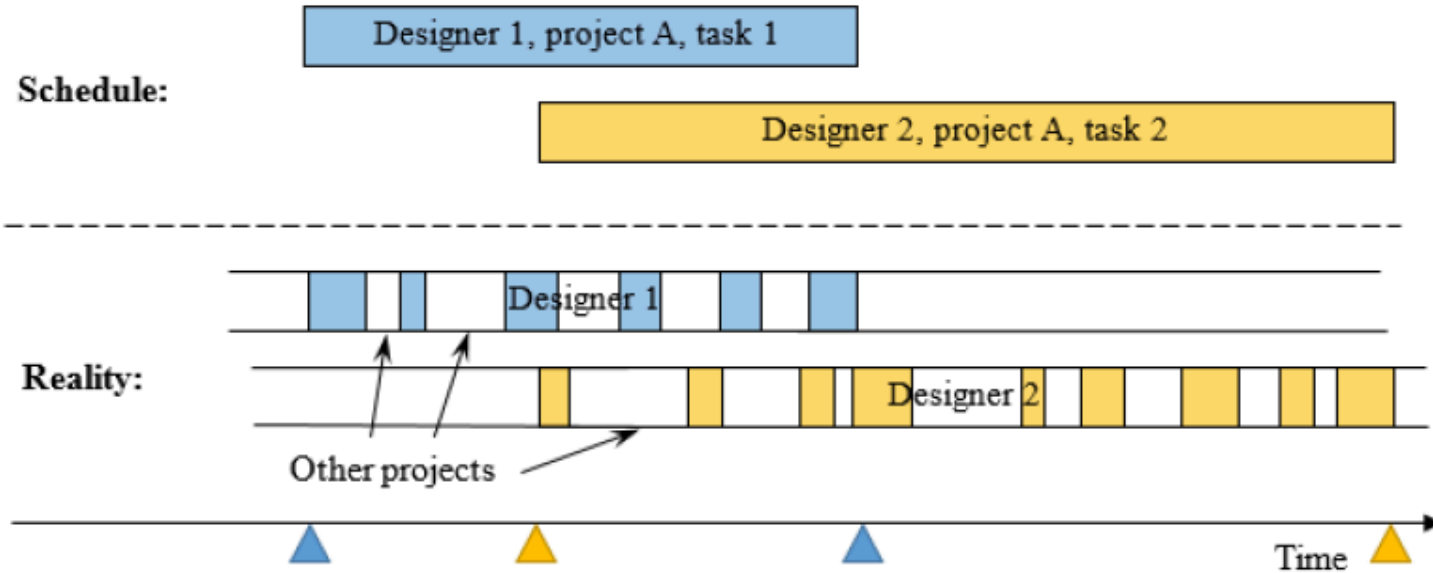 Designer 1, project A, task 1
Schedule:
Designer 2, project A, task 2
Designer 1
Reality:
Designer 2
Other projects
Time